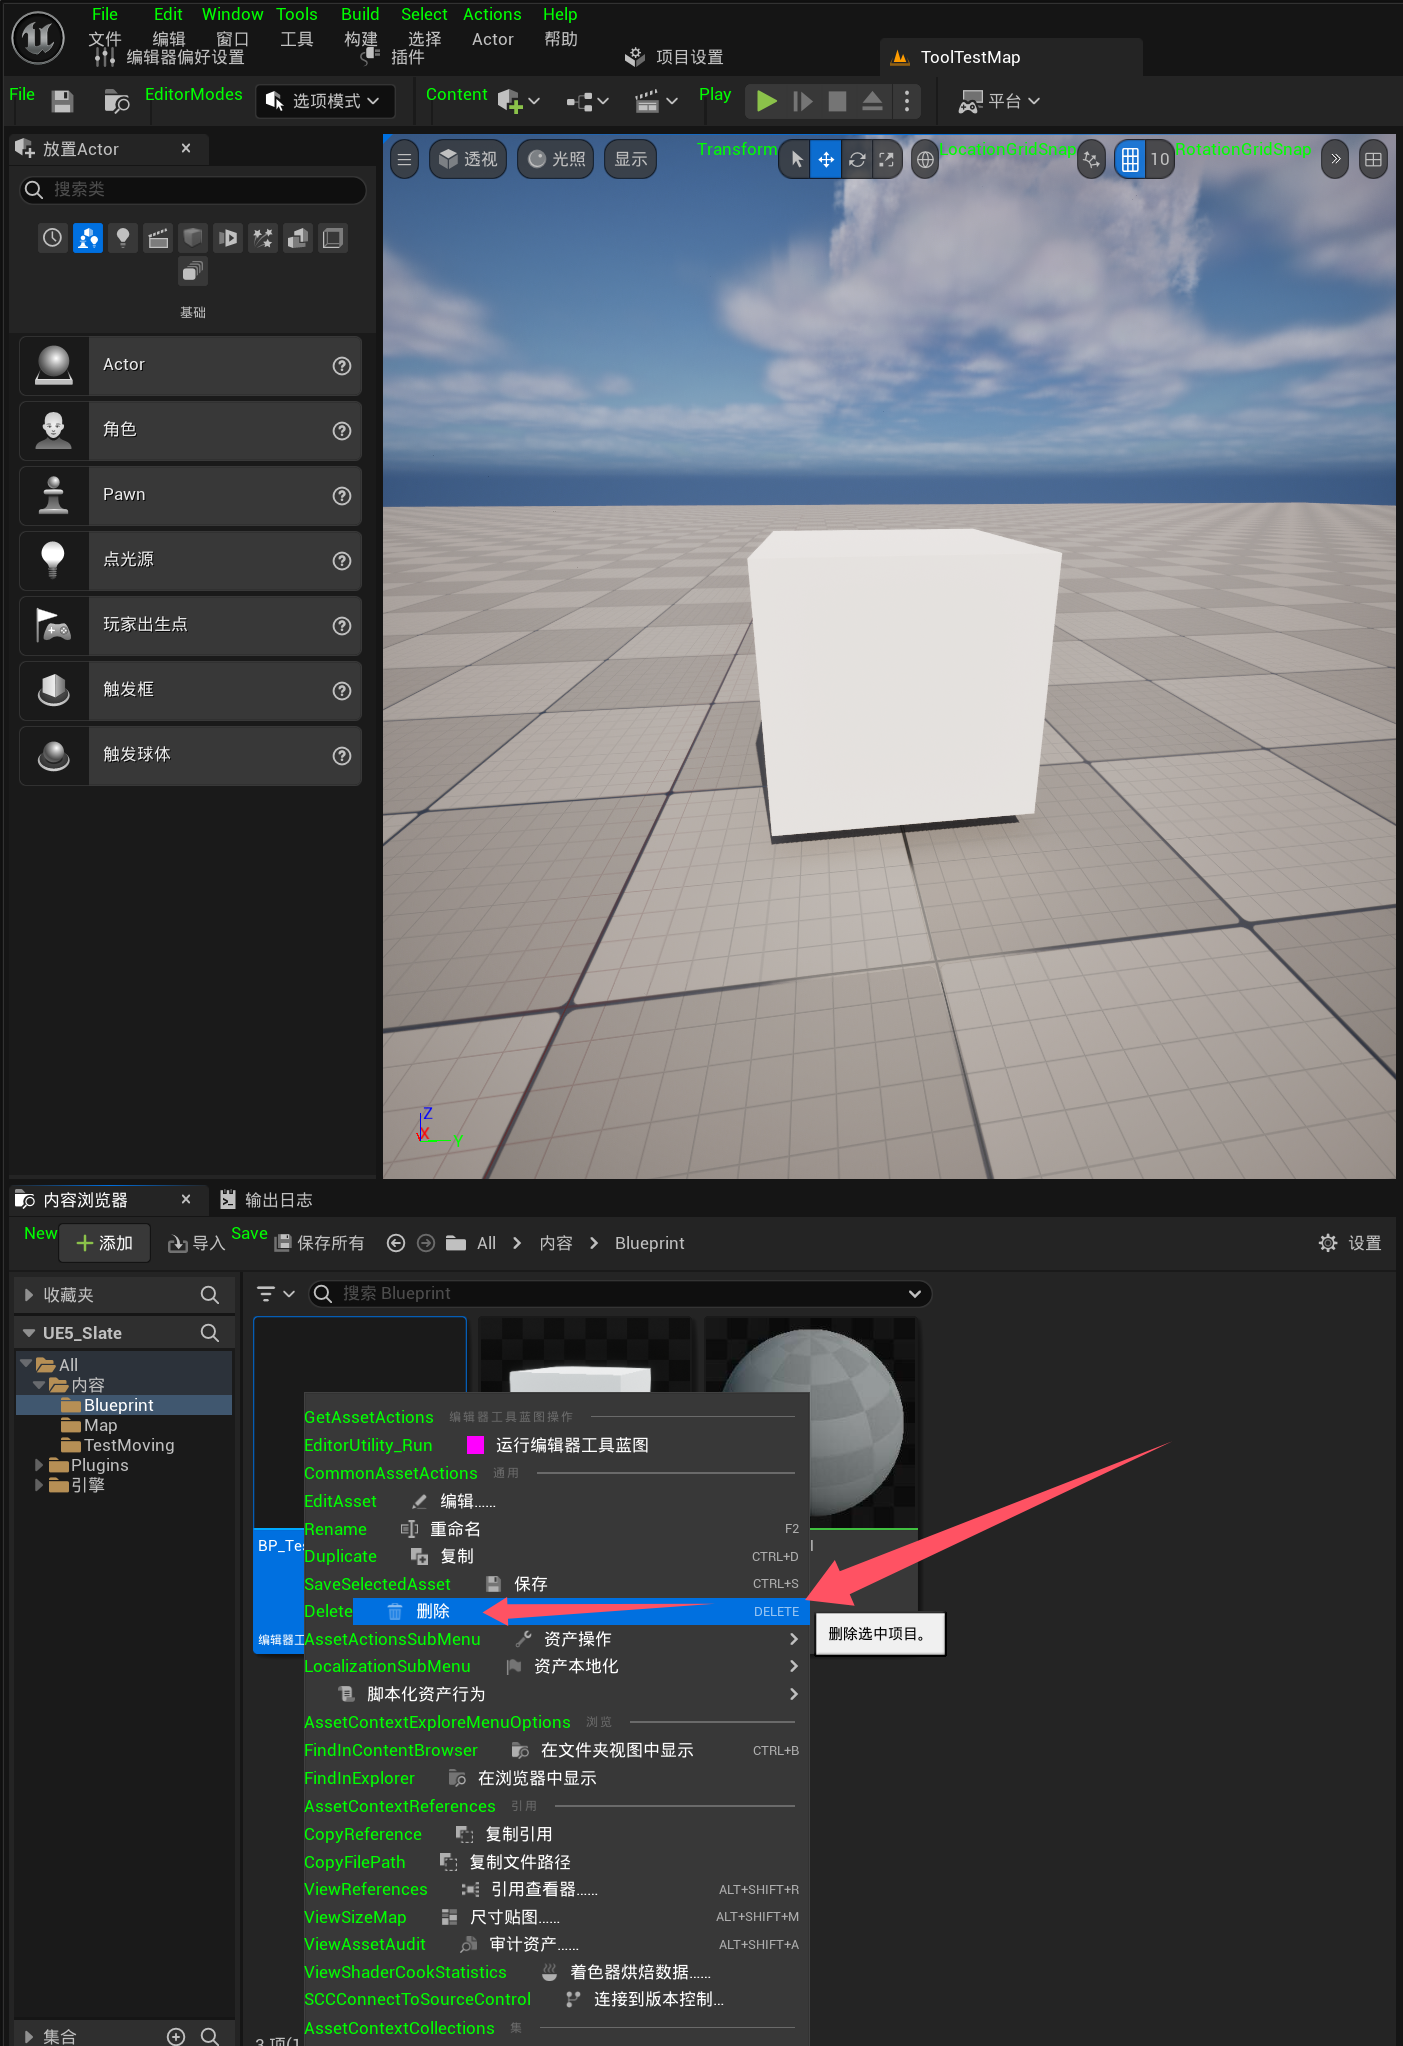 File Edit Window Tools Build Select Actions Help
文件 编辑 窗口 工具 构建 选择 Actor 帮助
编辑器偏好设置 插件 项目设置 ToolTestMap
File EditorModes 选项模式 Content Play 平台
放置Actor
透视 光照 显示 Transform LocationGridSnap 10 RotationGridSnap
搜索类
基础
Actor
角色
Pawn
点光源
玩家出生点
触发框
触发球体
Z
X
Y
内容浏览器 输出日志
New 添加 导入 Save 保存所有 All 内容 Blueprint 设置
收藏夹
搜索 Blueprint
UE5_Slate
All
内容
Blueprint
Map
TestMoving
Plugins
引擎
集合
BP_Te
编辑器工
GetAssetActions 编辑器工具蓝图操作
EditorUtility_Run 运行编辑器工具蓝图
CommonAssetActions 通用
EditAsset 编辑......
Rename 重命名 F2
Duplicate 复制 CTRL+D
SaveSelectedAsset 保存 CTRL+S
Delete 删除 DELETE
删除选中项目。
AssetActionsSubMenu 资产操作
LocalizationSubMenu 资产本地化
脚本化资产行为
AssetContextExploreMenuOptions 浏览
FindInContentBrowser 在文件夹视图中显示 CTRL+B
FindInExplorer 在浏览器中显示
AssetContextReferences 引用
CopyReference 复制引用
CopyFilePath 复制文件路径
ViewReferences 引用查看器...... ALT+SHIFT+R
ViewSizeMap 尺寸贴图...... ALT+SHIFT+M
ViewAssetAudit 审计资产...... ALT+SHIFT+A
ViewShaderCookStatistics 着色器烘焙数据......
SCCConnectToSourceControl 连接到版本控制...
AssetContextCollections 集
3 项(1